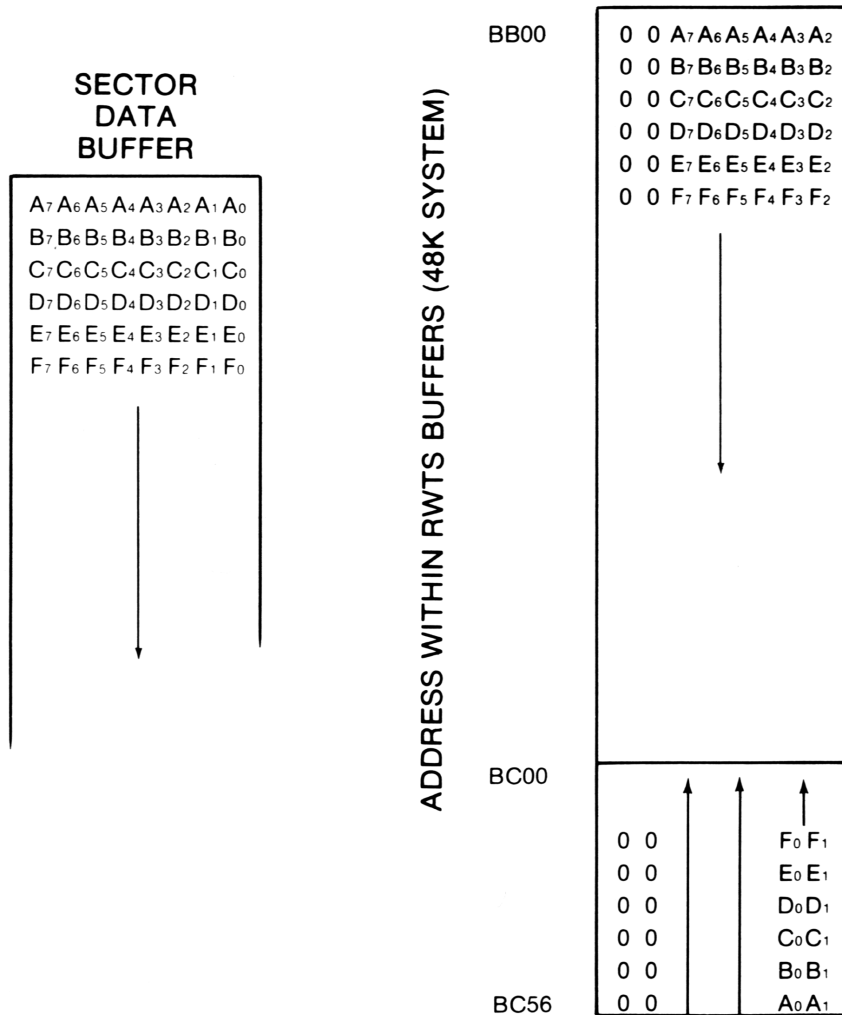 SECTOR
DATA
BUFFER
A7 A6 A5 A4 A3 A2 A1 A0
B7 B6 B5 B4 B3 B2 B1 B0
C7 C6 C5 C4 C3 C2 C1 C0
D7 D6 D5 D4 D3 D2 D1 D0
E7 E6 E5 E4 E3 E2 E1 E0
F7 F6 F5 F4 F3 F2 F1 F0
ADDRESS WITHIN RWTS BUFFERS (48K SYSTEM)
BB00
0 0 A7 A6 A5 A4 A3 A2
0 0 B7 B6 B5 B4 B3 B2
0 0 C7 C6 C5 C4 C3 C2
0 0 D7 D6 D5 D4 D3 D2
0 0 E7 E6 E5 E4 E3 E2
0 0 F7 F6 F5 F4 F3 F2
BC00
0 0 F0 F1
0 0 E0 E1
0 0 D0 D1
0 0 C0 C1
0 0 B0 B1
BC56 0 0 A0 A1